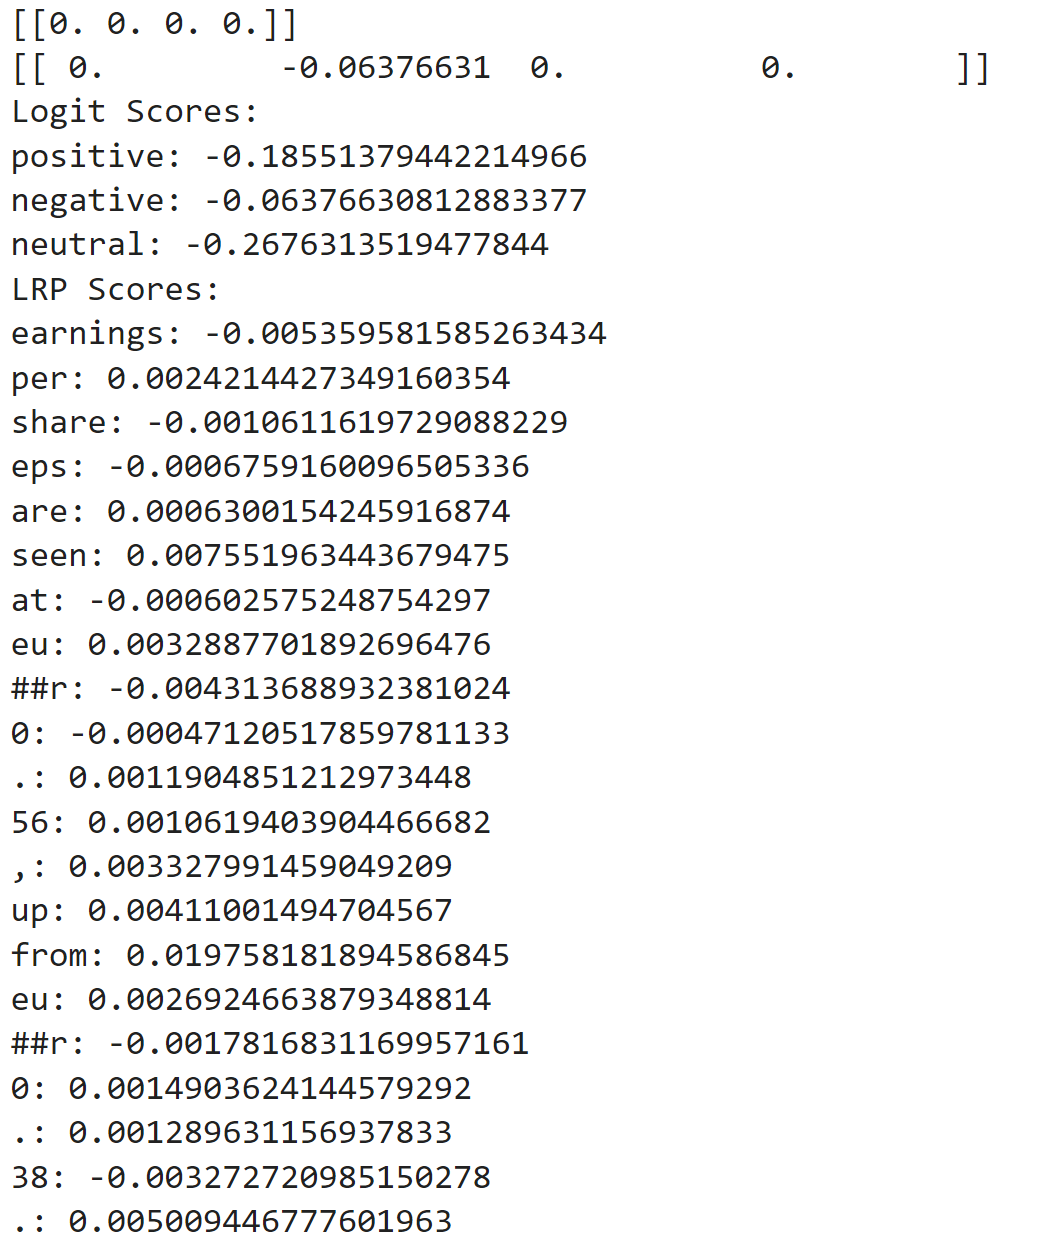 [[0. 0. 0. 0.]]
[[ 0.         -0.06376631  0.          0.        ]]
Logit Scores:
positive: -0.18551379442214966
negative: -0.06376630812883377
neutral: -0.2676313519477844
LRP Scores:
earnings: -0.005359581585263434
per: 0.0024214427349160354
share: -0.0010611619729088229
eps: -0.0006759160096505336
are: 0.0006300154245916874
seen: 0.007551963443679475
at: -0.000602575248754297
eu: 0.0032887701892696476
##r: -0.004313688932381024
0: -0.00047120517859781133
.: 0.0011904851212973448
56: 0.0010619403904466682
,: 0.003327991459049209
up: 0.00411001494704567
from: 0.019758181894586845
eu: 0.0026924663879348814
##r: -0.0017816831169957161
0: 0.0014903624144579292
.: 0.001289631156937833
38: -0.003272720985150278
.: 0.005009446777601963